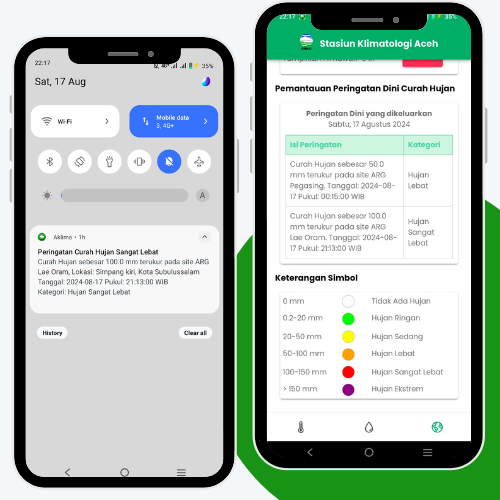 22:17
35%
Sat, 17 Aug
Wi-Fi
Mobile data
3, 4G+
A
Aklima • 1h
Peringatan Curah Hujan Sangat Lebat
Curah Hujan sebesar 100.0 mm terukur pada site ARG
Lae Oram, Lokasi: Simpang kiri, Kota Subulussalam
Tanggal: 2024-08-17 Pukul: 21:13:00 WIB
Kategori: Hujan Sangat Lebat
History
Clear all
22:17
35%
Stasiun Klimatologi Aceh
Pemantauan Peringatan Dini Curah Hujan
Peringatan Dini yang dikeluarkan
Sabtu, 17 Agustus 2024
Isi Peringatan
Kategori
Curah Hujan sebesar 50.0
mm terukur pada site ARG
Pegasing. Tanggal: 2024-08-
17 Pukul: 00:15:00 WIB
Hujan
Lebat
Curah Hujan sebesar 100.0
mm terukur pada site ARG
Lae Oram, Tanggal: 2024-08-
17 Pukul: 21:13:00 WIB
Hujan
Sangat
Lebat
Keterangan Simbol
0 mm Tidak Ada Hujan
0.2-20 mm Hujan Ringan
20-50 mm Hujan Sedang
50-100 mm Hujan Lebat
100-150 mm Hujan Sangat Lebat
> 150 mm Hujan Ekstrem